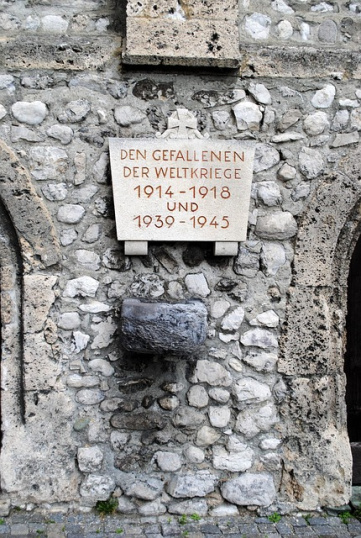 DEN GEFALLENEN
DER WELTKRIEGE
1914-1918
UND
1939-1945